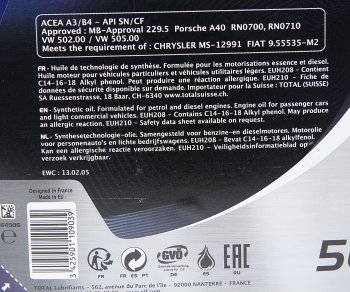 ACEA A3/B4 - API SN/CF
Approved : MB-Approval 229.5 Porsche A40 RN0700, RN0710
VW 502.00 / VW 505.00
Meets the requirement of : CHRYSLER MS-12991 FIAT 9.55535-M2
FR - Huile de technologie de synthèse. Formulée pour les motorisations essence et diesel.
Huile moteur pour véhicules particuliers et véhicules utilitaires légers. EUH208 - Contient
C14-16-18 Alkyl phénol. Peut produire une réaction allergique. EUH210 - Fiche de
données de sécurité disponible sur demande. Importateur pour la Suisse : TOTAL (SUISSE)
SA Ruessenstrasse, 18 Baar, CH-6340 www.totalsuisse.ch.
EN - Synthetic oil. Formulated for petrol and diesel engines. Engine oil for passenger cars
and light commercial vehicles. EUH208 - Contains C14-16-18 Alkyl phenol. May produce
an allergic reaction. EUH210 - Safety data sheet available on request.
NL - Synthesetechnologie-olie. Samengesteld voor benzine-en dieselmotoren. Motorolie
voor personenauto's en lichte bedrijfswagens. EUH208 - Bevat C14-16-18 alkylfenol.
Kan een allergische reactie veroorzaken. EUH210 - Veiligheidsinformatieblad op
verzoek verkrijgbaar.
EWC : 13.02.05
Designed in France
Made in EU
3 425901 109039
FR ES PT
GVÖ
EAC
TOTAL Lubrifiants - 562, avenue du Parc de l'Ile - 92000 NANTERRE - France